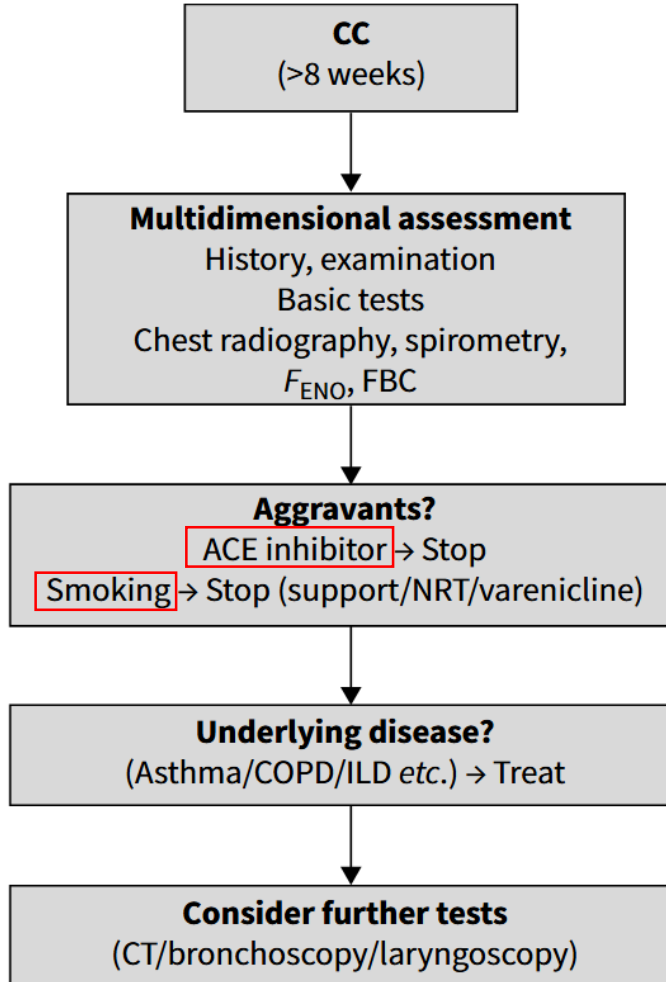 CC
(>8 weeks)
Multidimensional assessment
History, examination
Basic tests
Chest radiography, spirometry,
FENO, FBC
Aggravants?
ACE inhibitor → Stop
Smoking → Stop (support/NRT/varenicline)
Underlying disease?
(Asthma/COPD/ILD etc.) → Treat
Consider further tests
(CT/bronchoscopy/laryngoscopy)